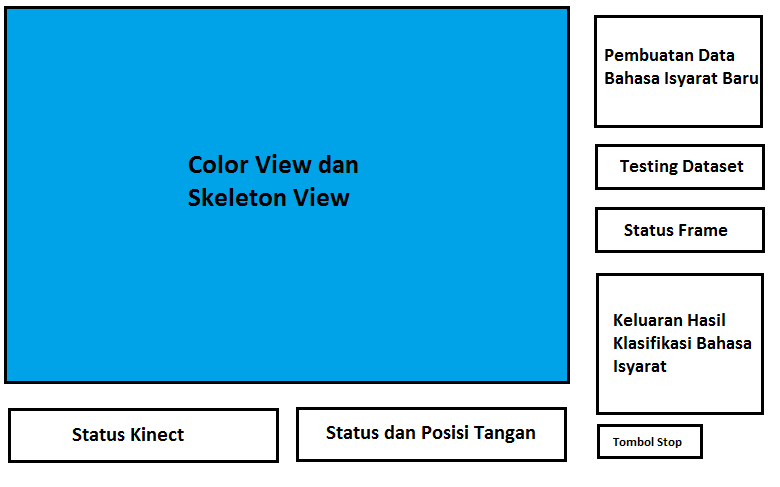 Color View dan
Skeleton View
Pembuatan Data
Bahasa Isyarat Baru
Testing Dataset
Status Frame
Keluaran Hasil
Klasifikasi Bahasa
Isyarat
Status Kinect
Status dan Posisi Tangan
Tombol Stop